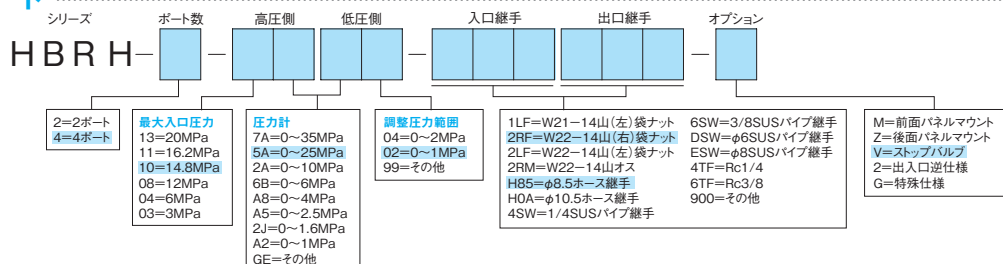 シリーズ ポート数 高圧側 低圧側 入口継手 出口継手 オプション
HBRH− − − −
2=2ポート
4=4ポート
最大入口圧力
13=20MPa
11=16.2MPa
10=14.8MPa
08=12MPa
04=6MPa
03=3MPa
圧力計
7A=0〜35MPa
5A=0〜25MPa
2A=0〜10MPa
6B=0〜6MPa
A8=0〜4MPa
A5=0〜2.5MPa
2J=0〜1.6MPa
A2=0〜1MPa
GE=その他
調整圧力範囲
04=0〜2MPa
02=0〜1MPa
99=その他
1LF=W21−14山(左)袋ナット
2RF=W22−14山(右)袋ナット
2LF=W22−14山(左)袋ナット
2RM=W22−14山オス
H85=φ8.5ホース継手
H0A=φ10.5ホース継手
4SW=1/4SUSパイプ継手
6SW=3/8SUSパイプ継手
DSW=φ6SUSパイプ継手
ESW=φ8SUSパイプ継手
4TF=Rc1/4
6TF=Rc3/8
900=その他
M=前面パネルマウント
Z=後面パネルマウント
V=ストップバルブ
2=出入口逆仕様
G=特殊仕様